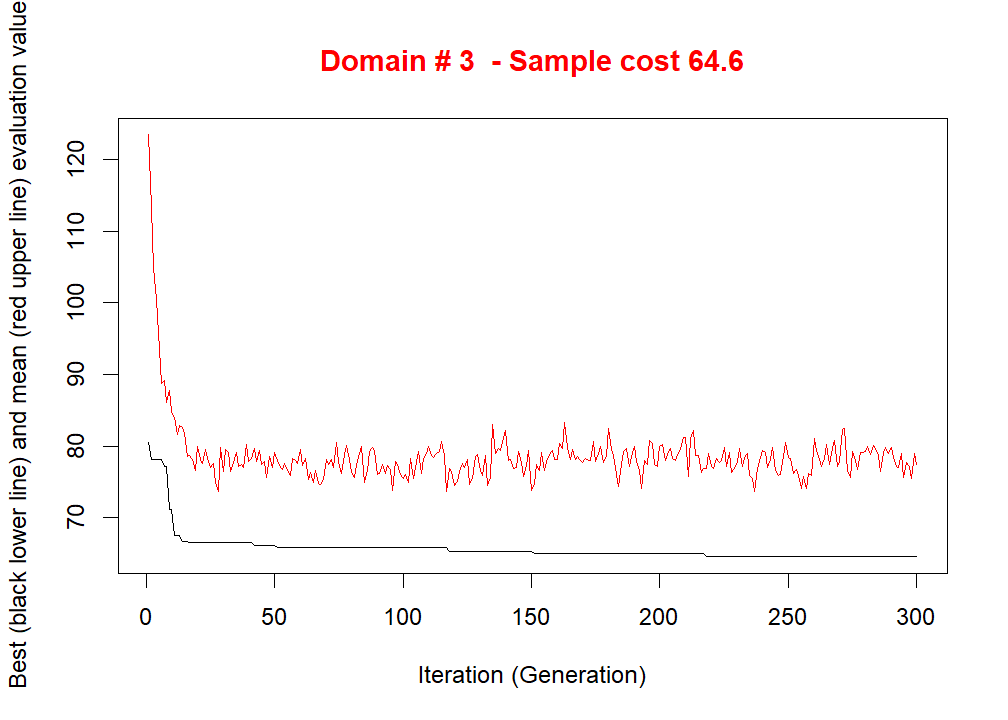 Domain # 3 - Sample cost 64.6
Best (black lower line) and mean (red upper line) evaluation value
120
110
100
90
80
70
0 50 100 150 200 250 300
Iteration (Generation)